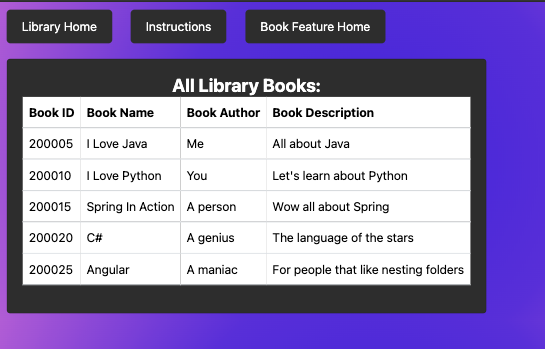 Library Home Instructions Book Feature Home
All Library Books:
Book ID Book Name Book Author Book Description
200005 I Love Java Me All about Java
200010 I Love Python You Let's learn about Python
200015 Spring In Action A person Wow all about Spring
200020 C# A genius The language of the stars
200025 Angular A maniac For people that like nesting folders